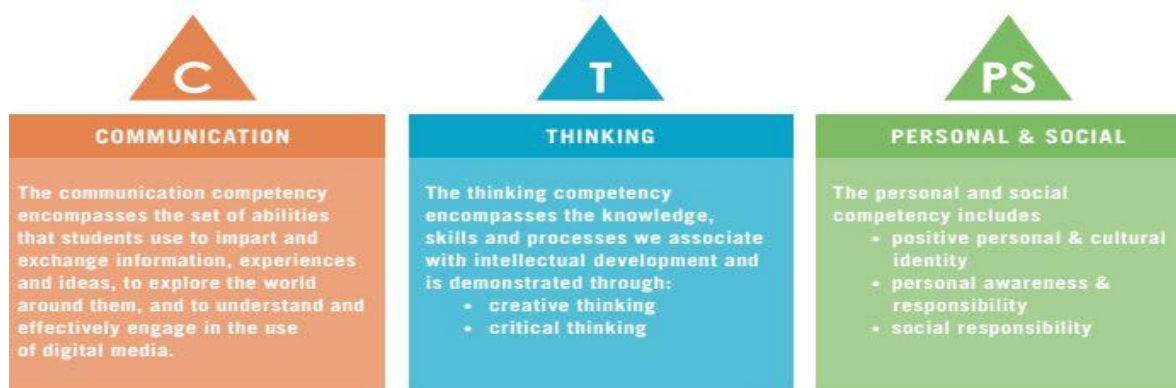 C
COMMUNICATION
The communication competency
encompasses the set of abilities
that students use to impart and
exchange information, experiences
and ideas, to explore the world
around them, and to understand and
effectively engage in the use
of digital media.
T
THINKING
The thinking competency
encompasses the knowledge,
skills and processes we associate
with intellectual development and
is demonstrated through:
• creative thinking
• critical thinking
PS
PERSONAL & SOCIAL
The personal and social
competency includes
• positive personal & cultural
identity
• personal awareness &
responsibility
• social responsibility